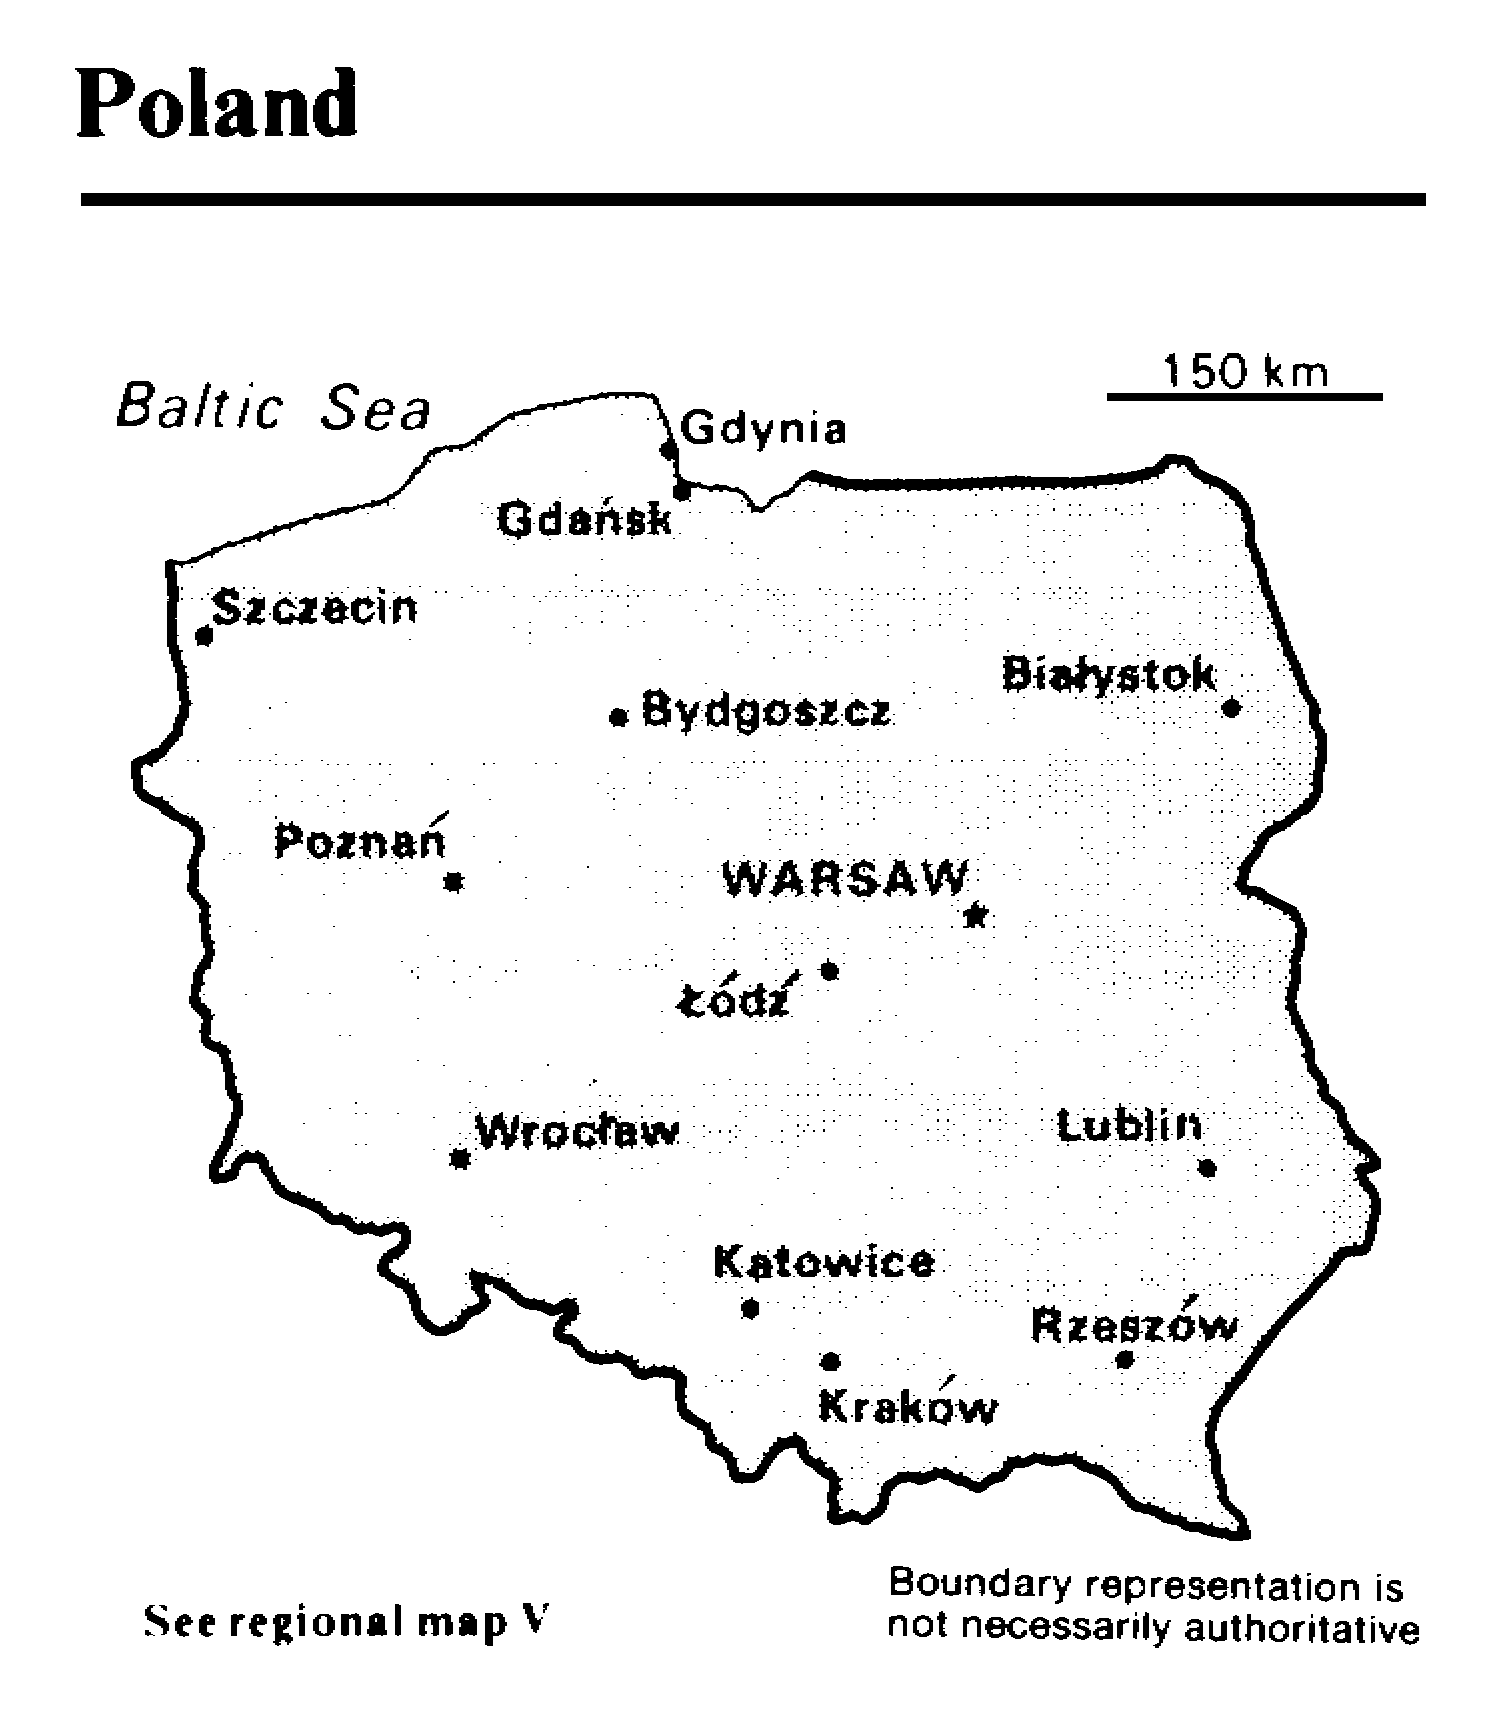 Poland
150 km
Baltic Sea
Gdynia
Gdańsk
Szczecin
Białystok
Bydgoszcz
Poznań
WARSAW
Łódź
Wrocław
Lublin
Katowice
Rzeszów
Kraków
Boundary representation is
not necessarily authoritative
See regional map V